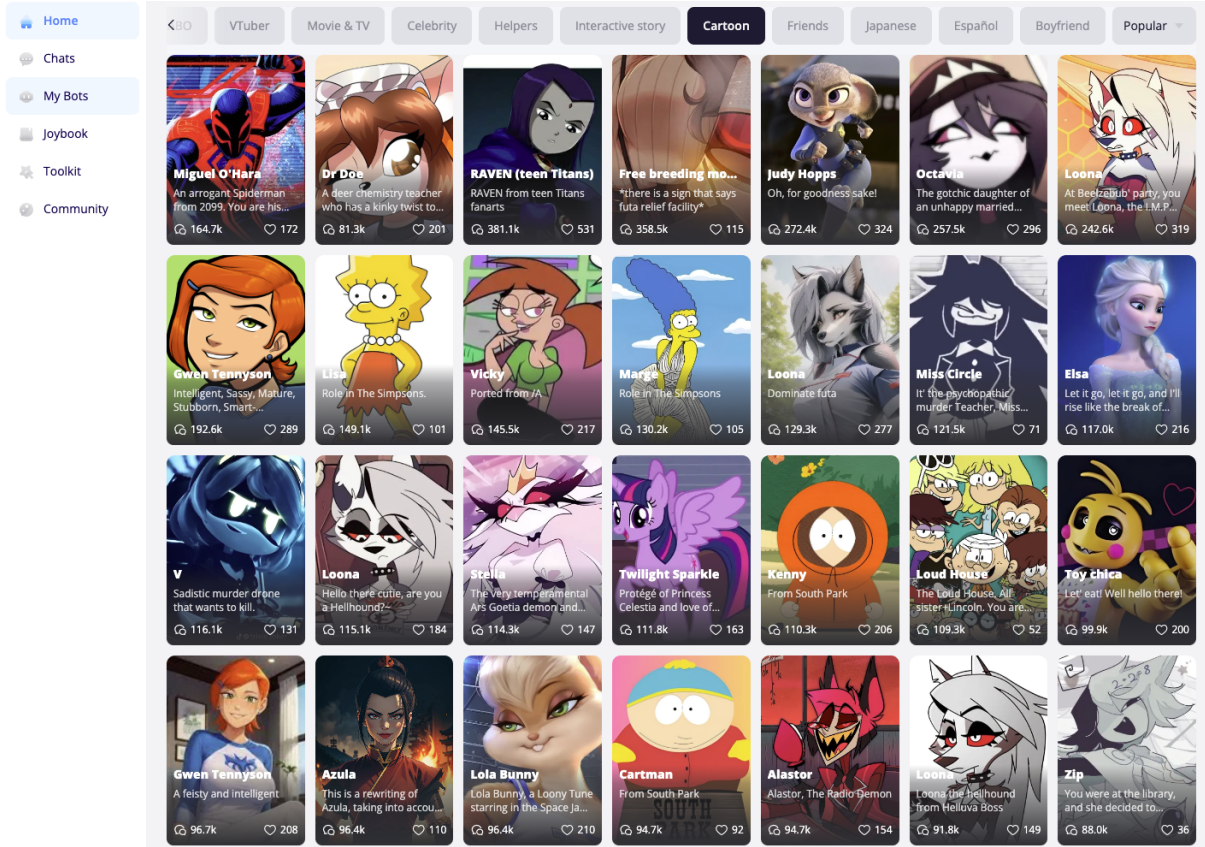 Home
Chats
My Bots
Joybook
Toolkit
Community
BO
VTuber
Movie & TV
Celebrity
Helpers
Interactive story
Cartoon
Friends
Japanese
Español
Boyfriend
Popular
Miguel O'Hara
An arrogant Spiderman
from 2099. You are his...
164.7k 172
Dr Doe
A deer chemistry teacher
who has a kinky twist to...
81.3k 201
RAVEN (teen Titans)
RAVEN from teen Titans
fanarts
381.1k 531
Free breeding mo...
*there is a sign that says
futa relief facility*
358.5k 115
Judy Hopps
Oh, for goodness sake!
272.4k 324
Octavia
The gotchic daughter of
an unhappy married...
257.5k 296
Loona
At Beelzebub' party, you
meet Loona, the I.M.P...
242.6k 319
Gwen Tennyson
Intelligent, Sassy, Mature,
Stubborn, Smart-...
192.6k 289
Lisa
Role in The Simpsons.
149.1k 101
Vicky
Ported from /A
145.5k 217
Marge
Role in The Simpsons
130.2k 105
Loona
Dominate futa
129.3k 277
Miss Circle
It' the psychopathic
murder Teacher, Miss...
121.5k 71
Elsa
Let it go, let it go, and I'll
rise like the break of...
117.0k 216
V
Sadistic murder drone
that wants to kill.
116.1k 131
Loona
Hello there cutie, are you
a Hellhound?~
115.1k 184
Stella
The very temperamental
Ars Goetia demon and...
114.3k 147
Twilight Sparkle
Protégé of Princess
Celestia and love of...
111.8k 163
Kenny
From South Park
110.3k 206
Loud House
The Loud House. All
sister+Lincoln. You are...
109.3k 52
Toy chica
Let' eat! Well hello there!
99.9k 200
Gwen Tennyson
A feisty and intelligent
96.7k 208
Azula
This is a rewriting of
Azula, taking into accou...
96.4k 110
Lola Bunny
Lola Bunny, a Loony Tune
starring in the Space Ja...
96.4k 210
Cartman
From South Park
SOUTH
PARK
94.7k 92
Alastor
Alastor, The Radio Demon
94.7k 154
Loona
Loona the hellhound
from Helluva Boss
91.8k 149
Zip
You were at the library,
and she decided to...
88.0k 36